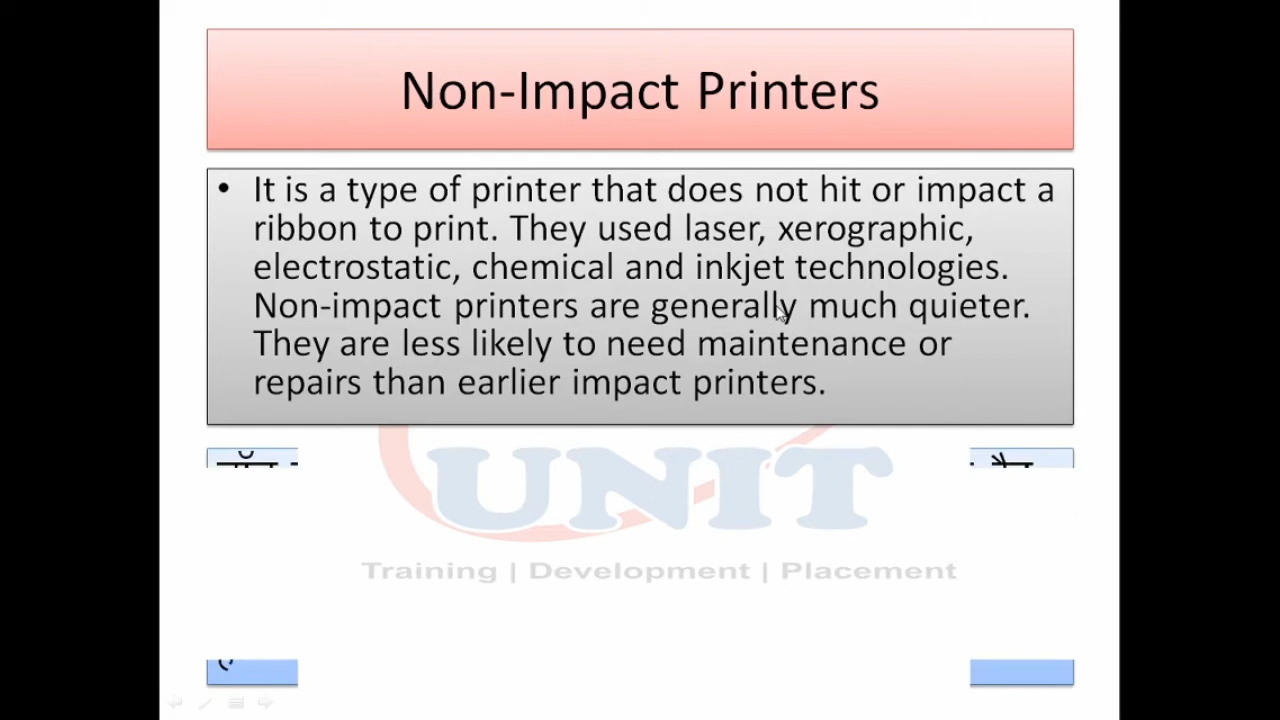 Non-Impact Printers
• It is a type of printer that does not hit or impact a
ribbon to print. They used laser, xerographic,
electrostatic, chemical and inkjet technologies.
Non-impact printers are generally much quieter.
They are less likely to need maintenance or
repairs than earlier impact printers.
UNIT
Training | Development | Placement